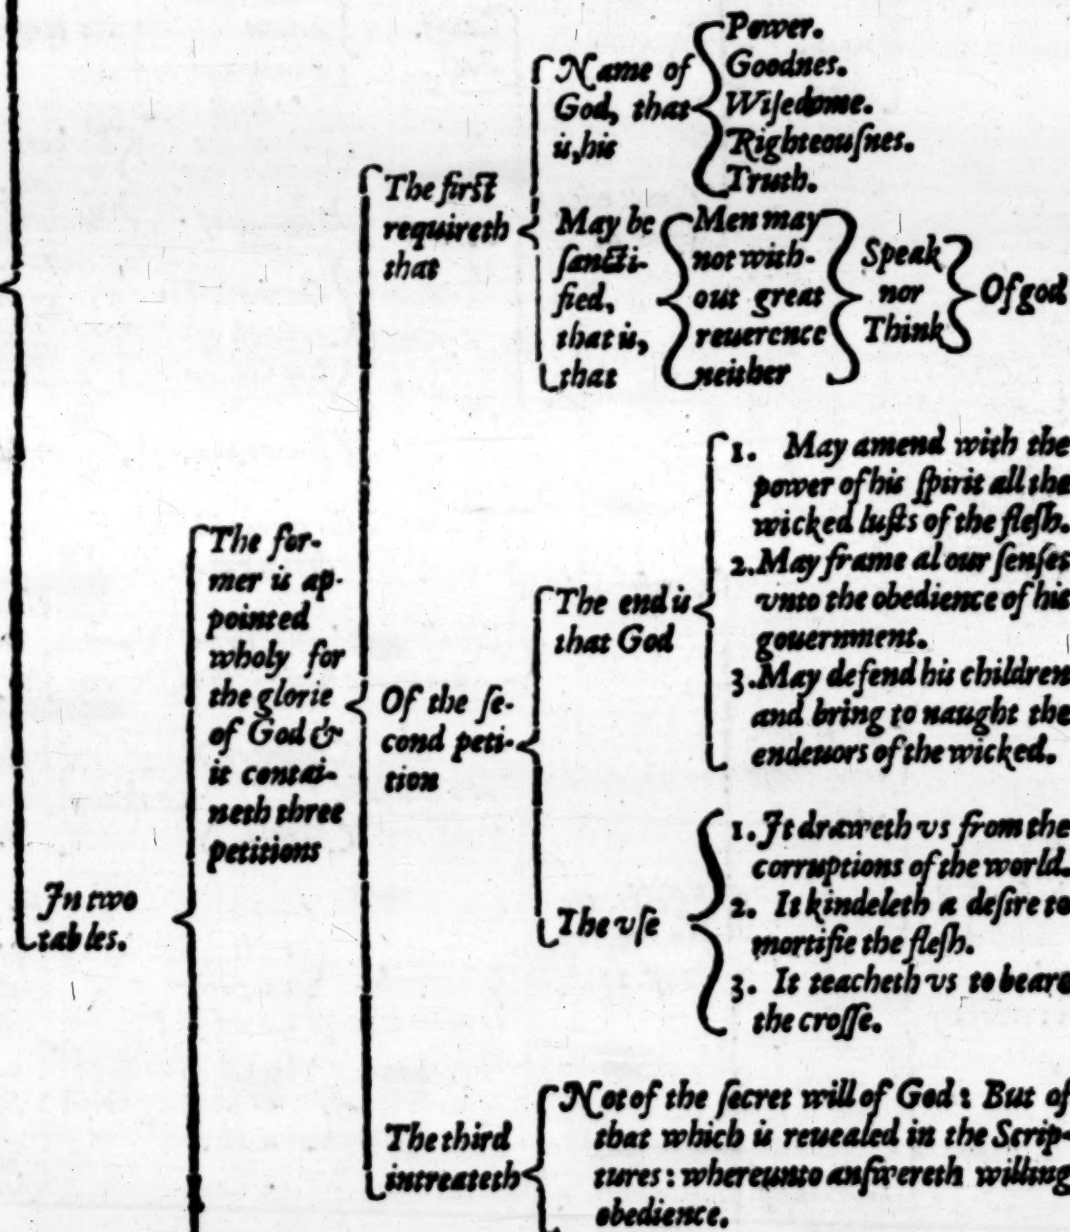 In two
tables.
The for-
mer is ap-
pointed
wholy for
the glorie
of God &
it contai-
neth three
petitions
The first
requireth
that
Name of
God, that
is, his
Power.
Goodnes.
Wiſedome.
Righteouſnes.
Truth.
May be
ſancti-
fied,
that is,
that
Men may
not with-
out great
reuerence
neither
Speak
nor
Think
Of god
Of the ſe-
cond peti-
tion
The end is
that God
1. May amend with the
power of his ſpirit all the
wicked luſts of the fleſh.
2. May frame al our ſenſes
vnto the obedience of his
gouernment.
3. May defend his children
and bring to naught the
endeuors of the wicked.
The vſe
1. It draweth vs from the
corruptions of the world.
2. It kindeleth a deſire to
mortifie the fleſh.
3. It teacheth vs to beare
the croſſe.
The third
intreateth
Not of the ſecret will of God : But of
that which is reuealed in the Scrip-
tures : whereunto anſwereth willing
obedience.